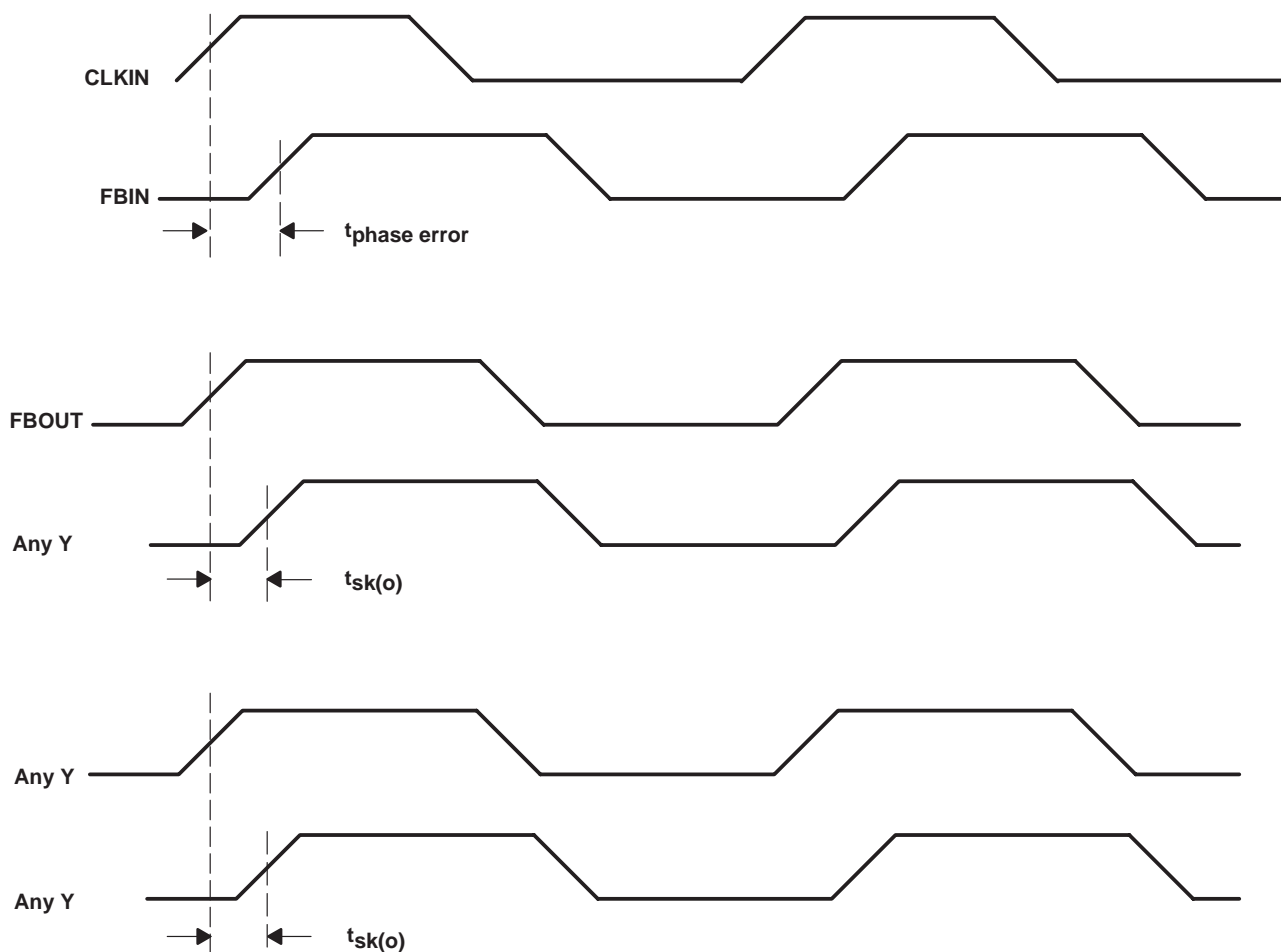 CLKIN
FBIN
tphase error
FBOUT
Any Y
tsk(o)
Any Y
Any Y
tsk(o)